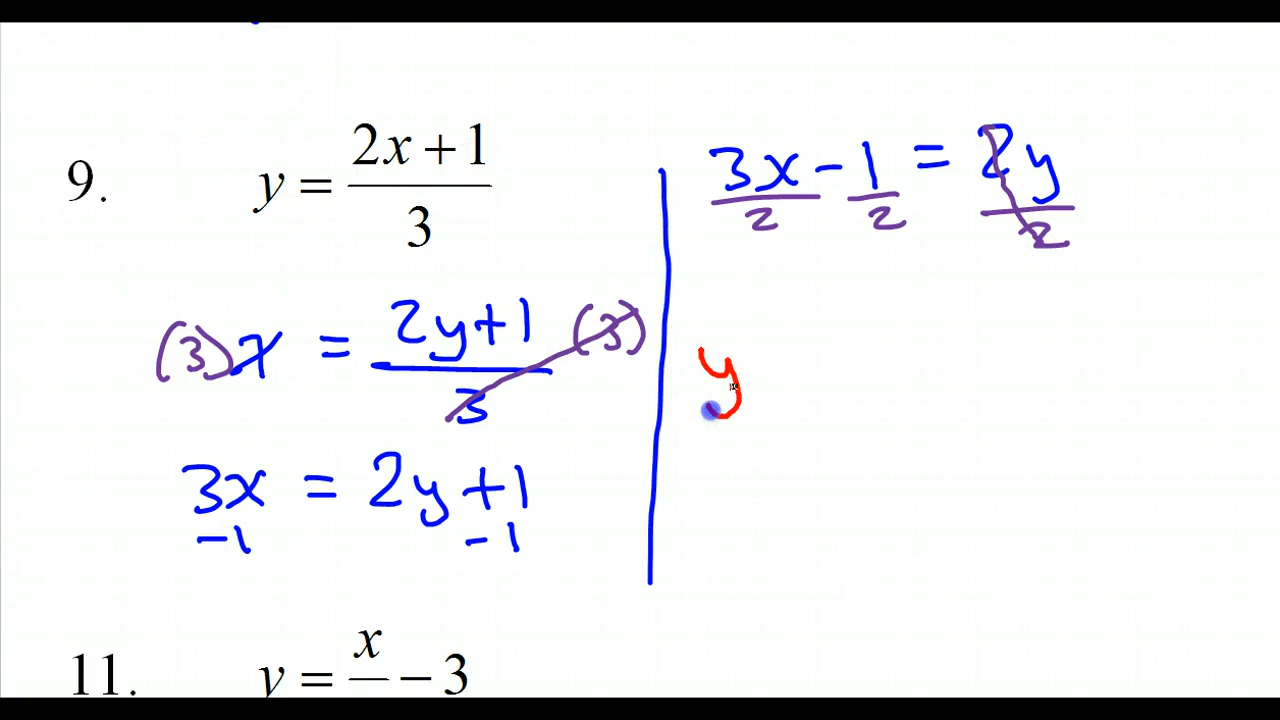 9. y = (2x + 1)/3
(3)x = (2y+1)/3 (3)
3x = 2y+1
-1 -1
3x/2 - 1/2 = 2y/2
y
11. y = x/ - 3